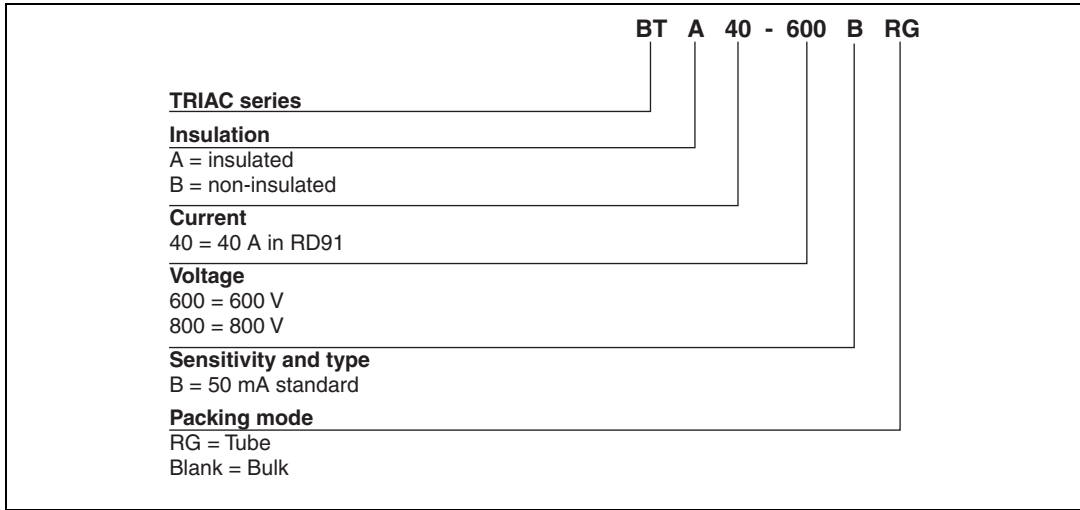 BT A 40 - 600 B RG
TRIAC series
Insulation
A = insulated
B = non-insulated
Current
40 = 40 A in RD91
Voltage
600 = 600 V
800 = 800 V
Sensitivity and type
B = 50 mA standard
Packing mode
RG = Tube
Blank = Bulk